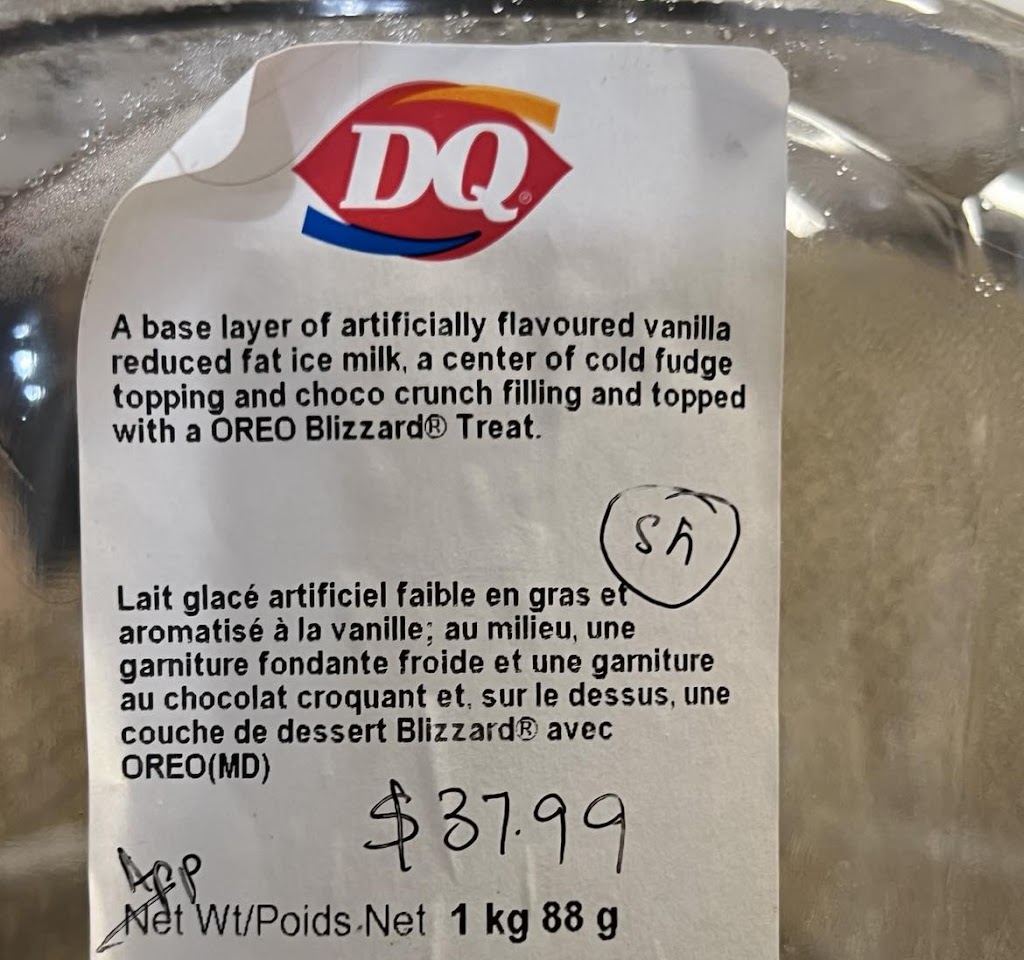 DQ®
A base layer of artificially flavoured vanilla
reduced fat ice milk, a center of cold fudge
topping and choco crunch filling and topped
with a OREO Blizzard® Treat.
Lait glacé artificiel faible en gras et
aromatisé à la vanille; au milieu, une
garniture fondante froide et une garniture
au chocolat croquant et, sur le dessus, une
couche de dessert Blizzard® avec
OREO(MD)
$37.99
App
Net Wt/Poids Net 1 kg 88 g